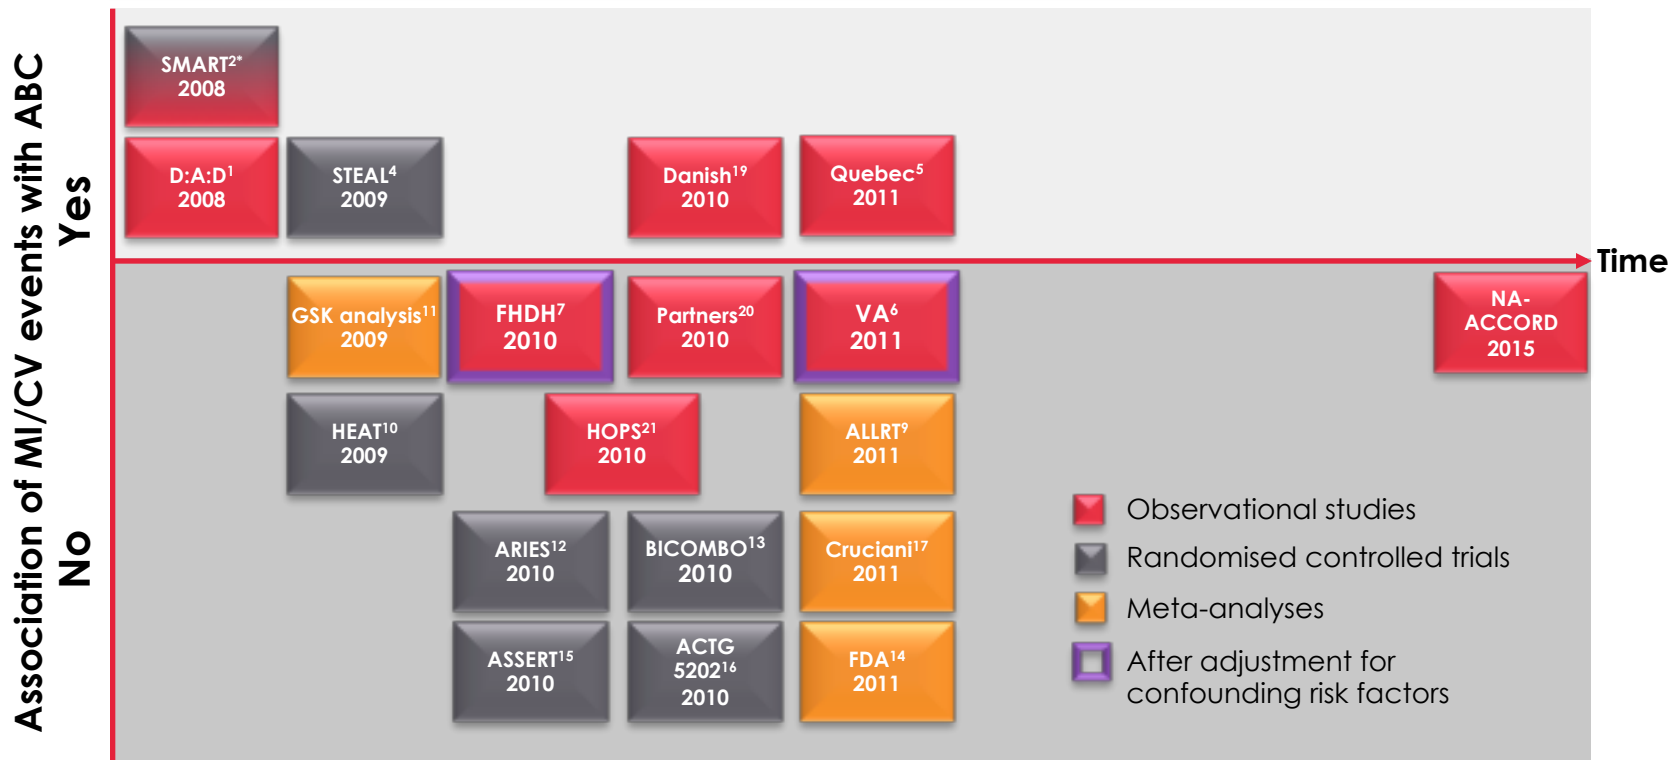 Association of MI/CV events with ABC
Yes
No
SMART2*
2008
D:A:D1
2008
STEAL4
2009
Danish19
2010
Quebec5
2011
Time
GSK analysis11
2009
FHDH7
2010
Partners20
2010
VA6
2011
NA-
ACCORD
2015
HEAT10
2009
HOPS21
2010
ALLRT9
2011
ARIES12
2010
BICOMBO13
2010
Cruciani17
2011
ASSERT15
2010
ACTG
520216
2010
FDA14
2011
Observational studies
Randomised controlled trials
Meta-analyses
After adjustment for
confounding risk factors